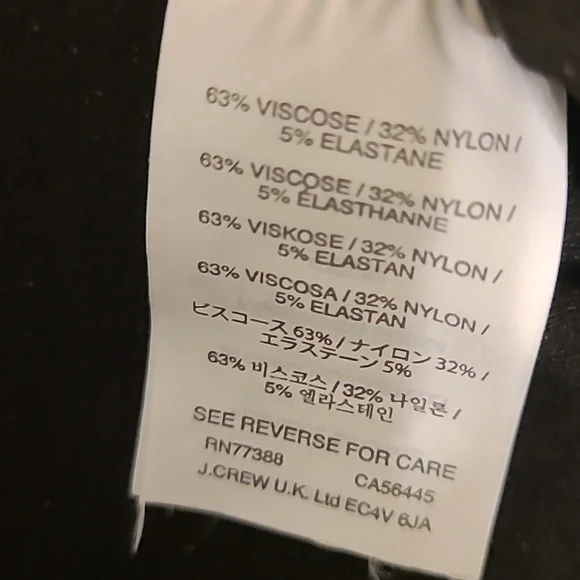 63% VISCOSE / 32% NYLON /
5% ELASTANE
63% VISCOSE / 32% NYLON /
5% ÉLASTHANNE
63% VISKOSE / 32% NYLON /
5% ELASTAN
63% VISCOSA / 32% NYLON /
5% ELASTAN
ビスコース 63% / ナイロン 32% /
エラステーン 5%
63% 비스코스 / 32% 나일론 /
5% 엘라스테인
SEE REVERSE FOR CARE
RN77388 CA56445
J.CREW U.K. Ltd EC4V 6JA